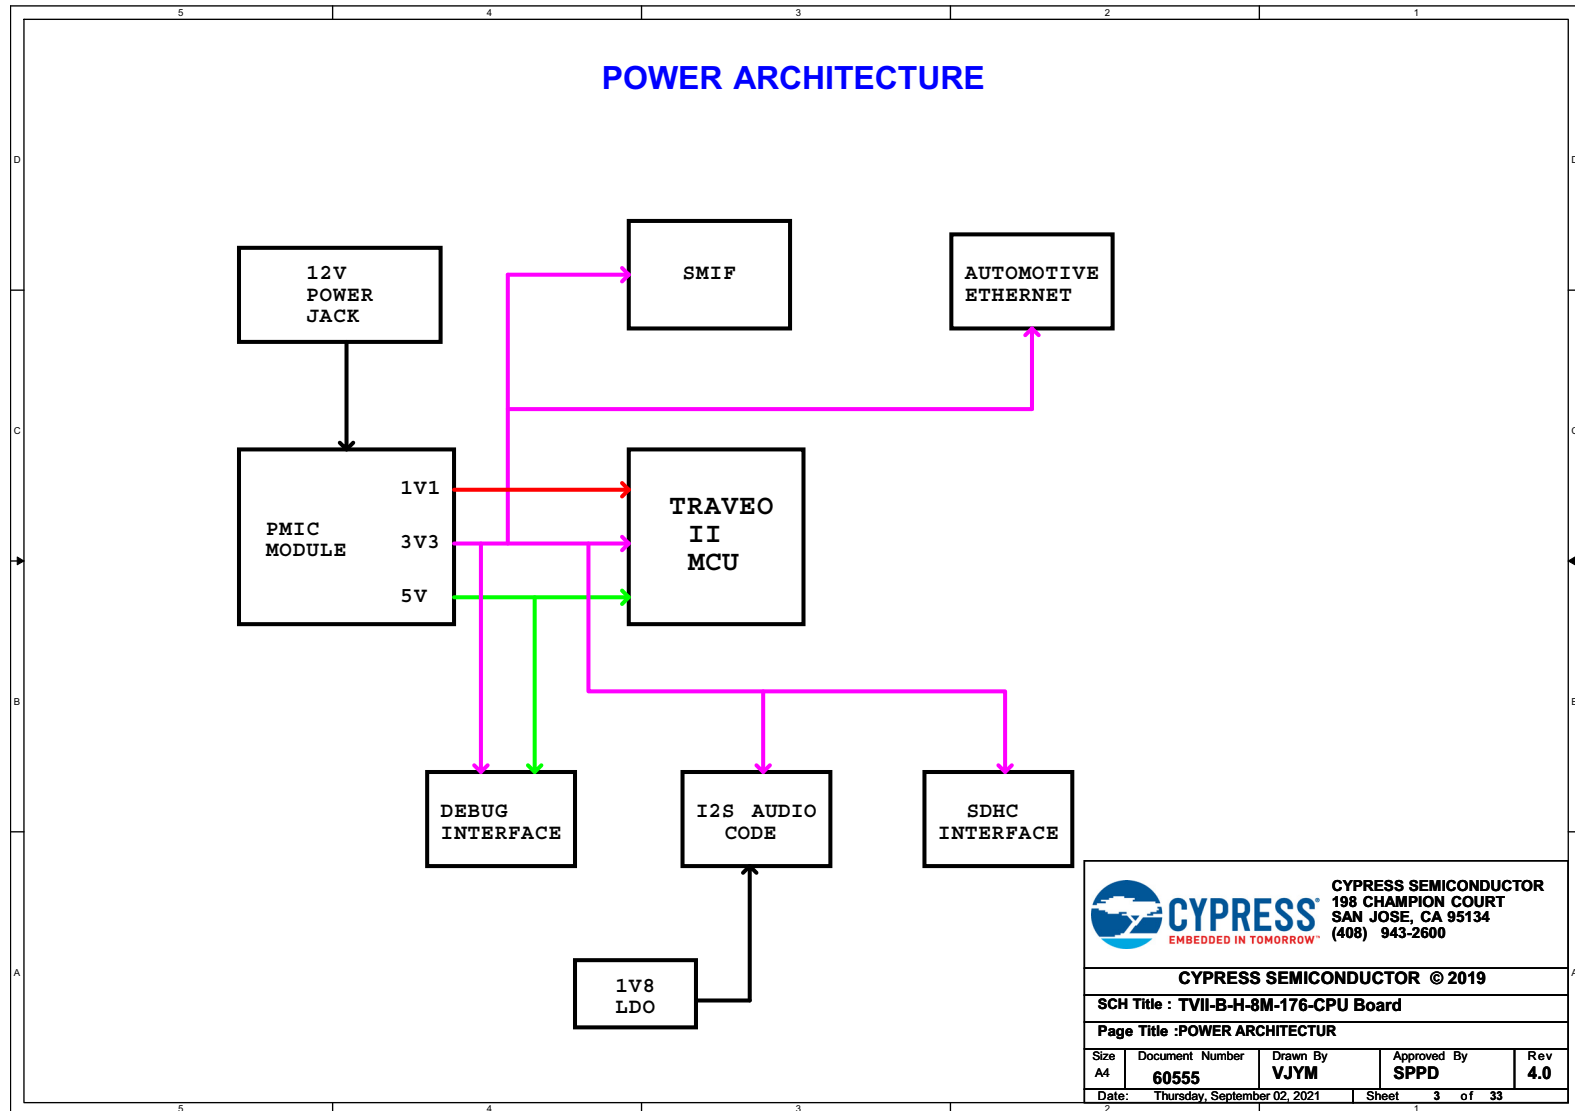 5 4 3 2 1
POWER ARCHITECTURE
D D
12V
POWER
JACK
SMIF
AUTOMOTIVE
ETHERNET
C C
PMIC
MODULE
1V1
3V3
5V
TRAVEO
II
MCU
B B
DEBUG
INTERFACE
I2S AUDIO
CODE
SDHC
INTERFACE
1V8
LDO
A A
CYPRESS®
EMBEDDED IN TOMORROW™
CYPRESS SEMICONDUCTOR
198 CHAMPION COURT
SAN JOSE, CA 95134
(408) 943-2600
CYPRESS SEMICONDUCTOR © 2019
SCH Title : TVII-B-H-8M-176-CPU Board
Page Title :POWER ARCHITECTUR
Size Document Number Drawn By Approved By Rev
A4 60555 VJYM SPPD 4.0
Date: Thursday, September 02, 2021 Sheet 3 of 33
5 4 3 2 1